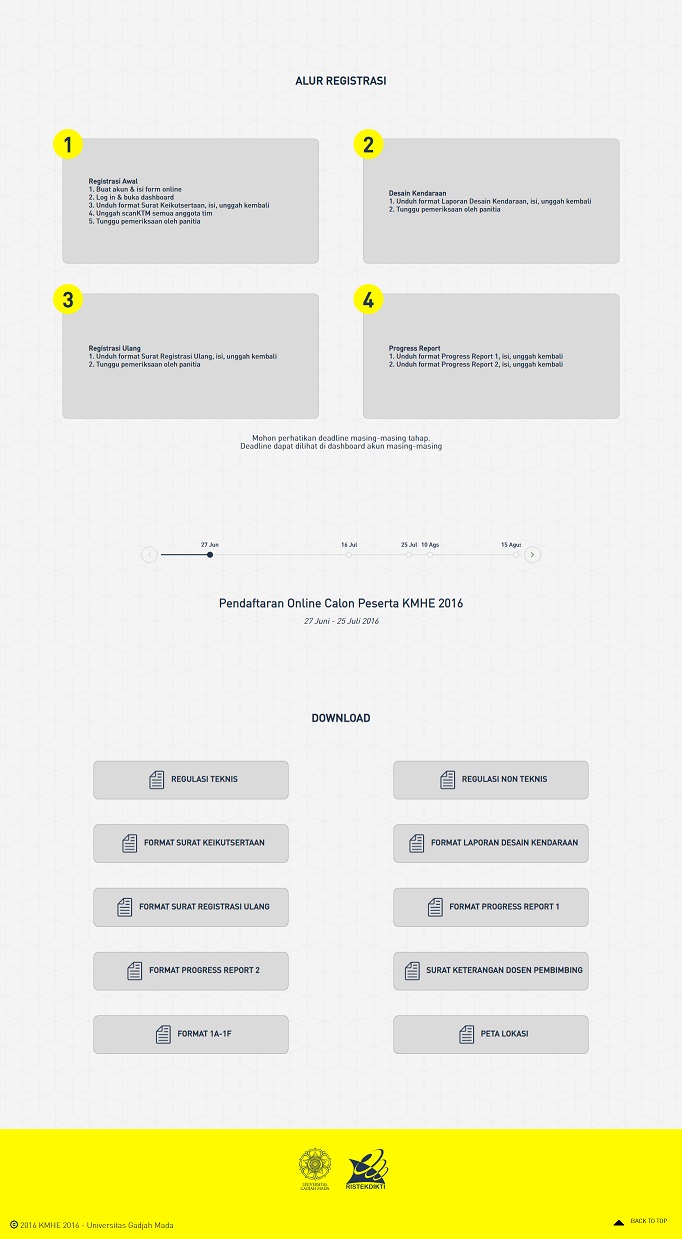 ALUR REGISTRASI
1
Registrasi Awal
1. Buat akun & isi form online
2. Log in & buka dashboard
3. Unduh format Surat Keikutsertaan, isi, unggah kembali
4. Unggah scanKTM semua anggota tim
5. Tunggu pemeriksaan oleh panitia
2
Desain Kendaraan
1. Unduh format Laporan Desain Kendaraan, isi, unggah kembali
2. Tunggu pemeriksaan oleh panitia
3
Registrasi Ulang
1. Unduh format Surat Registrasi Ulang, isi, unggah kembali
2. Tunggu pemeriksaan oleh panitia
4
Progress Report
1. Unduh format Progress Report 1, isi, unggah kembali
2. Unduh format Progress Report 2, isi, unggah kembali
Mohon perhatikan deadline masing-masing tahap.
Deadline dapat dilihat di dashboard akun masing-masing
27 Jun 16 Jul 25 Jul 10 Ags 15 Agus
Pendaftaran Online Calon Peserta KMHE 2016
27 Juni - 25 Juli 2016
DOWNLOAD
REGULASI TEKNIS
REGULASI NON TEKNIS
FORMAT SURAT KEIKUTSERTAAN
FORMAT LAPORAN DESAIN KENDARAAN
FORMAT SURAT REGISTRASI ULANG
FORMAT PROGRESS REPORT 1
FORMAT PROGRESS REPORT 2
SURAT KETERANGAN DOSEN PEMBIMBING
FORMAT 1A-1F
PETA LOKASI
UNIVERSITAS
GADJAH MADA
RISTEKDIKTI
© 2016 KMHE 2016 - Universitas Gadjah Mada
BACK TO TOP